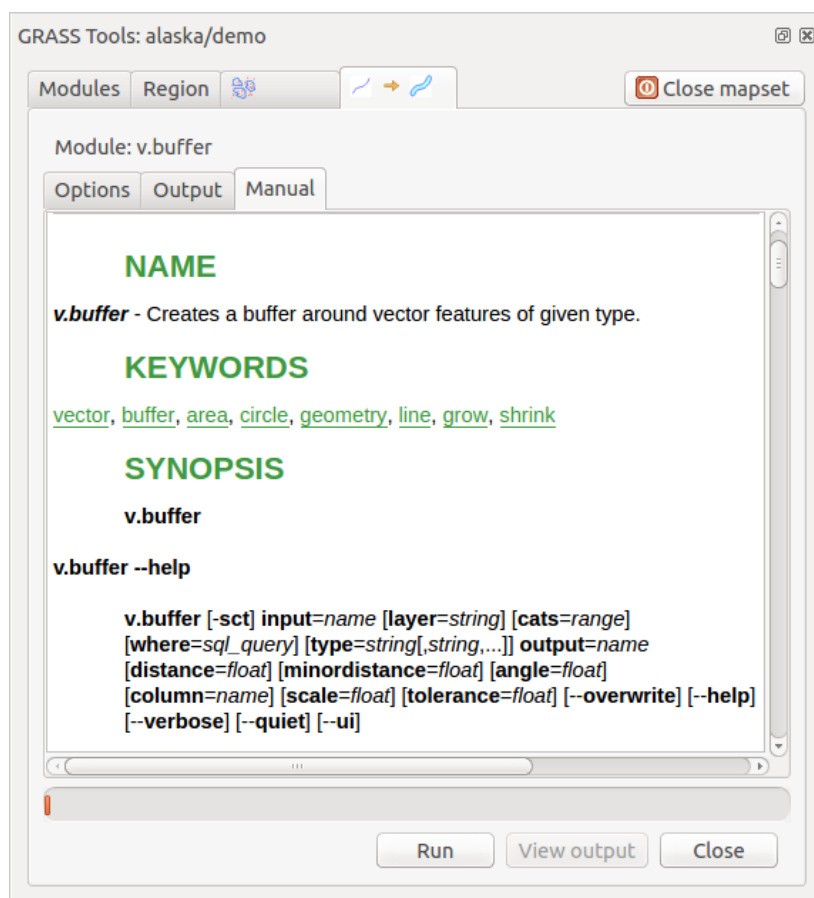 GRASS Tools: alaska/demo
Modules Region Close mapset
Module: v.buffer
Options Output Manual
NAME
v.buffer - Creates a buffer around vector features of given type.
KEYWORDS
vector, buffer, area, circle, geometry, line, grow, shrink
SYNOPSIS
v.buffer
v.buffer --help
v.buffer [-sct] input=name [layer=string] [cats=range]
[where=sql_query] [type=string[,string,...]] output=name
[distance=float] [minordistance=float] [angle=float]
[column=name] [scale=float] [tolerance=float] [--overwrite] [--help]
[--verbose] [--quiet] [--ui]
Run View output Close